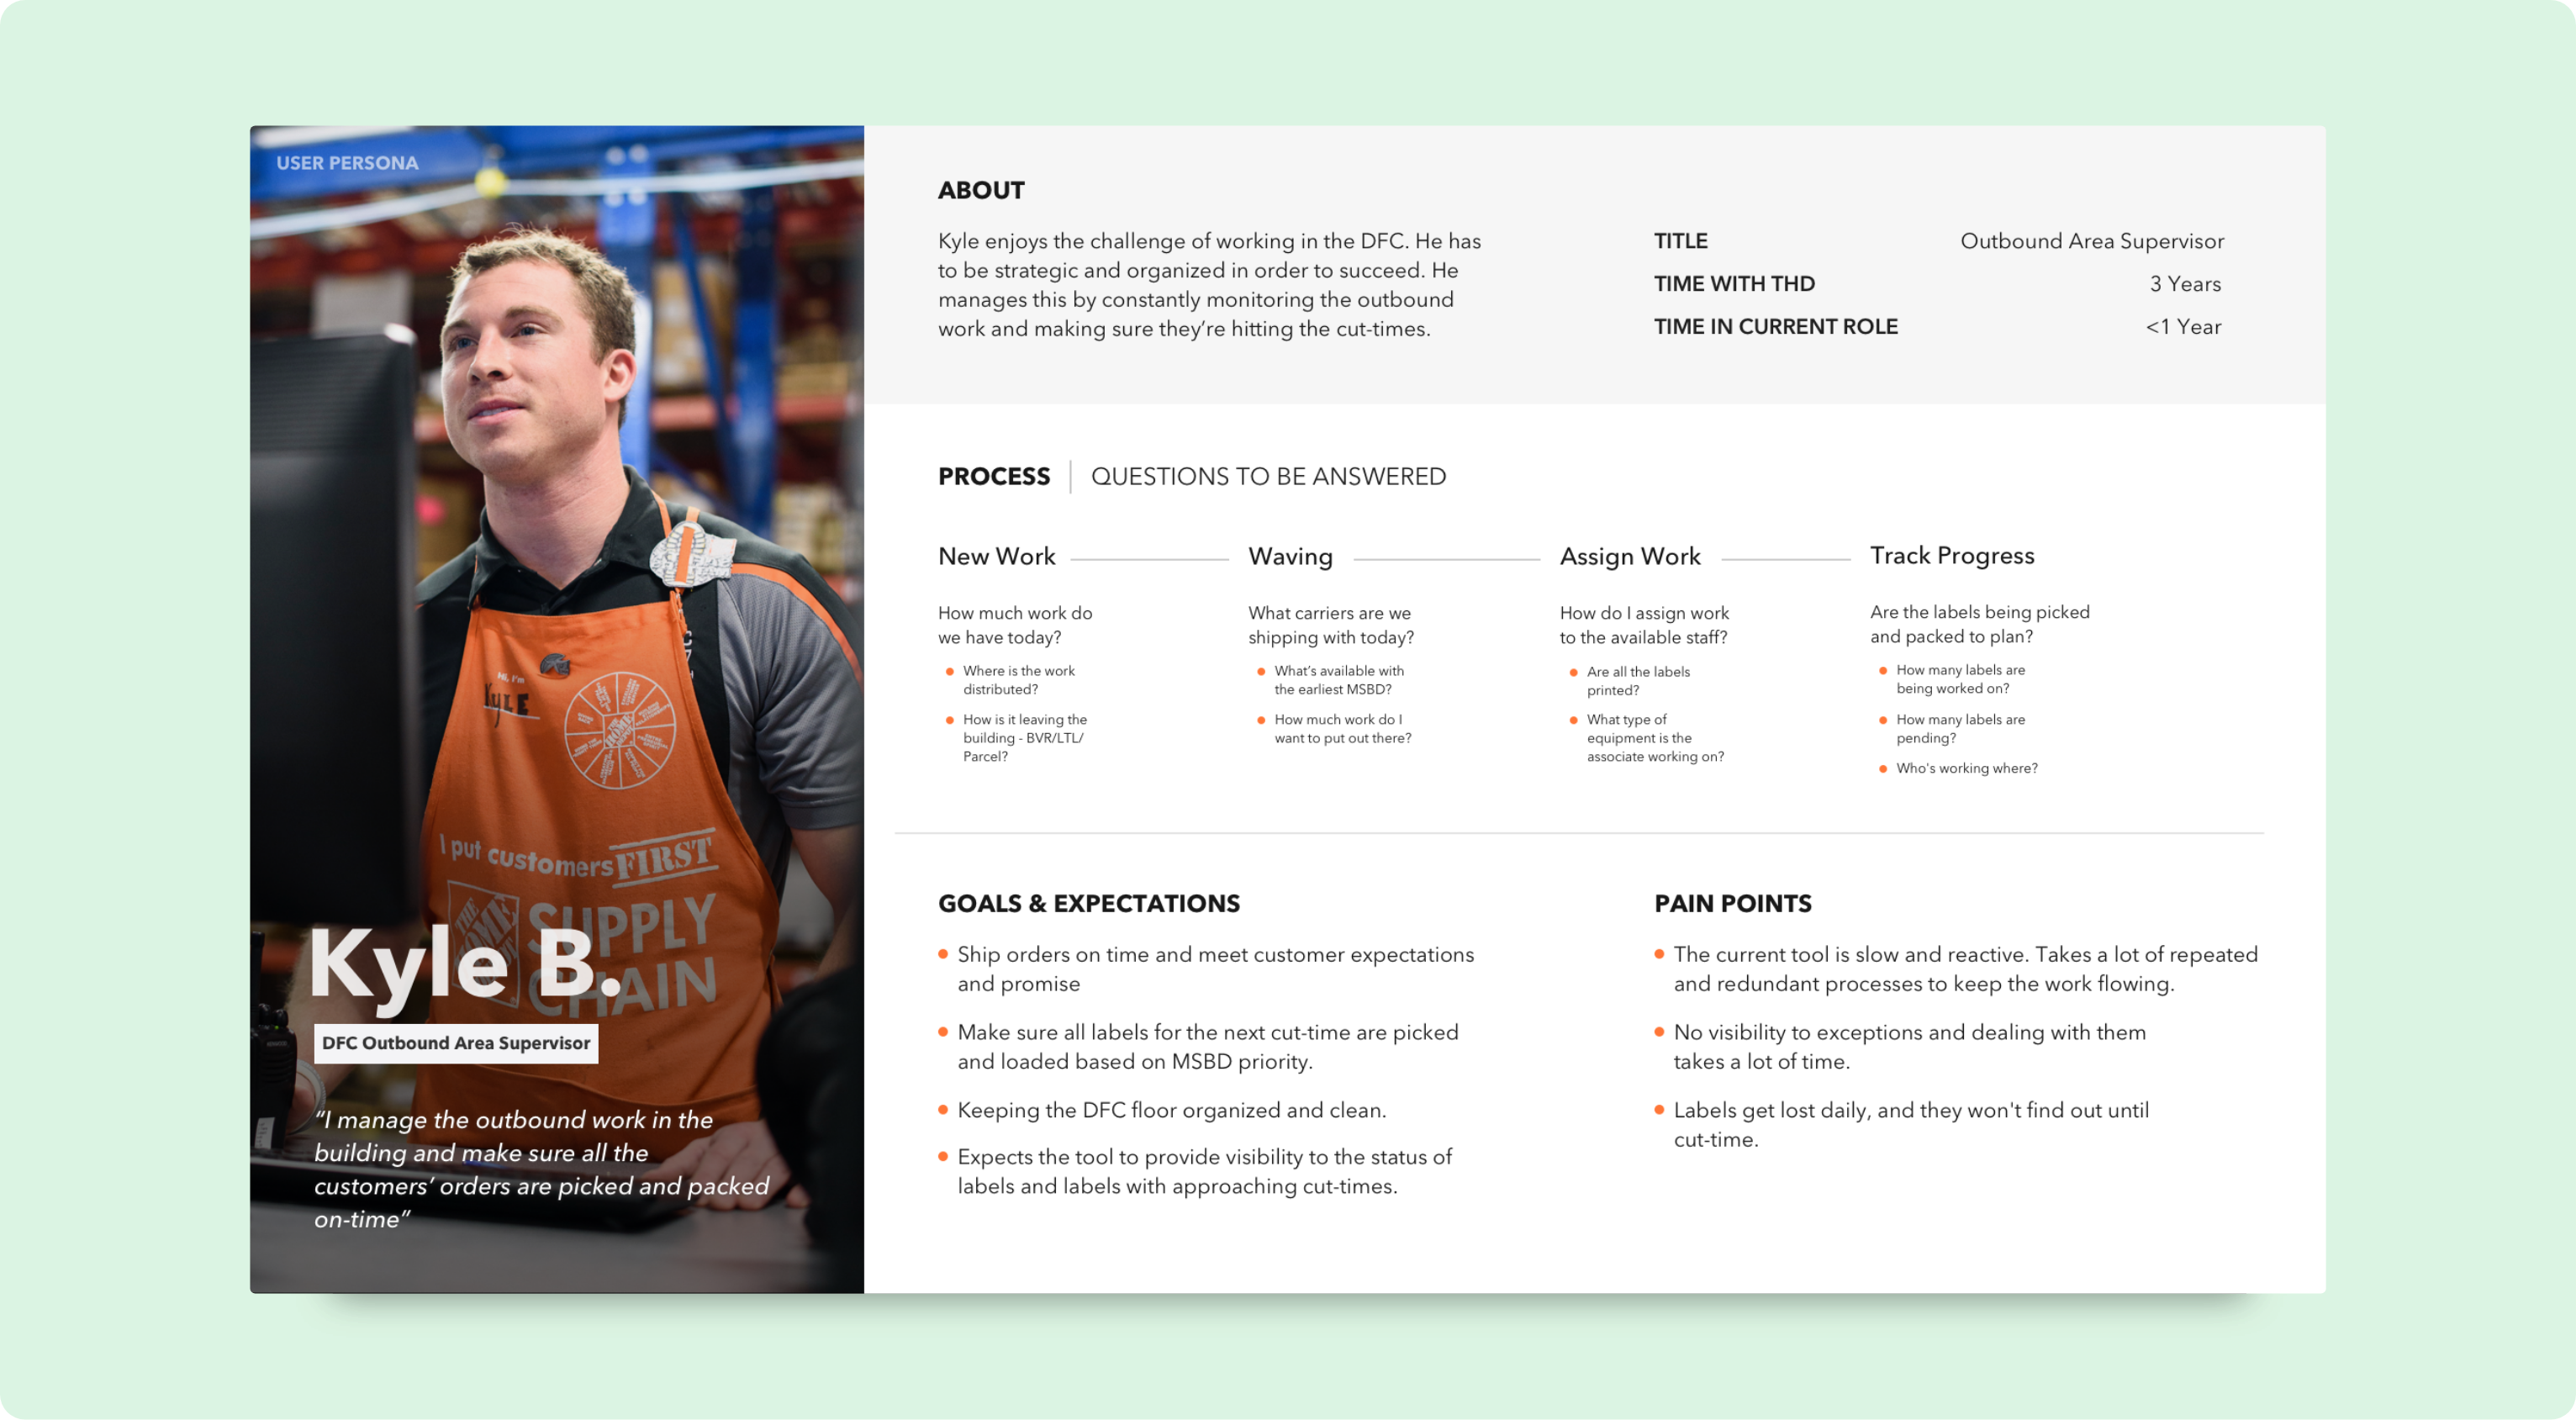 USER PERSONA
HI, I'm
KYLE
I put customers FIRST
THE HOME DEPOT
SUPPLY
CHAIN
Kyle B.
DFC Outbound Area Supervisor
“I manage the outbound work in the
building and make sure all the
customers’ orders are picked and packed
on-time”
ABOUT
Kyle enjoys the challenge of working in the DFC. He has
to be strategic and organized in order to succeed. He
manages this by constantly monitoring the outbound
work and making sure they’re hitting the cut-times.
TITLE Outbound Area Supervisor
TIME WITH THD 3 Years
TIME IN CURRENT ROLE <1 Year
PROCESS QUESTIONS TO BE ANSWERED
New Work
How much work do
we have today?
Where is the work
distributed?
How is it leaving the
building - BVR/LTL/
Parcel?
Waving
What carriers are we
shipping with today?
What’s available with
the earliest MSBD?
How much work do I
want to put out there?
Assign Work
How do I assign work
to the available staff?
Are all the labels
printed?
What type of
equipment is the
associate working on?
Track Progress
Are the labels being picked
and packed to plan?
How many labels are
being worked on?
How many labels are
pending?
Who's working where?
GOALS & EXPECTATIONS
Ship orders on time and meet customer expectations
and promise
Make sure all labels for the next cut-time are picked
and loaded based on MSBD priority.
Keeping the DFC floor organized and clean.
Expects the tool to provide visibility to the status of
labels and labels with approaching cut-times.
PAIN POINTS
The current tool is slow and reactive. Takes a lot of repeated
and redundant processes to keep the work flowing.
No visibility to exceptions and dealing with them
takes a lot of time.
Labels get lost daily, and they won't find out until
cut-time.